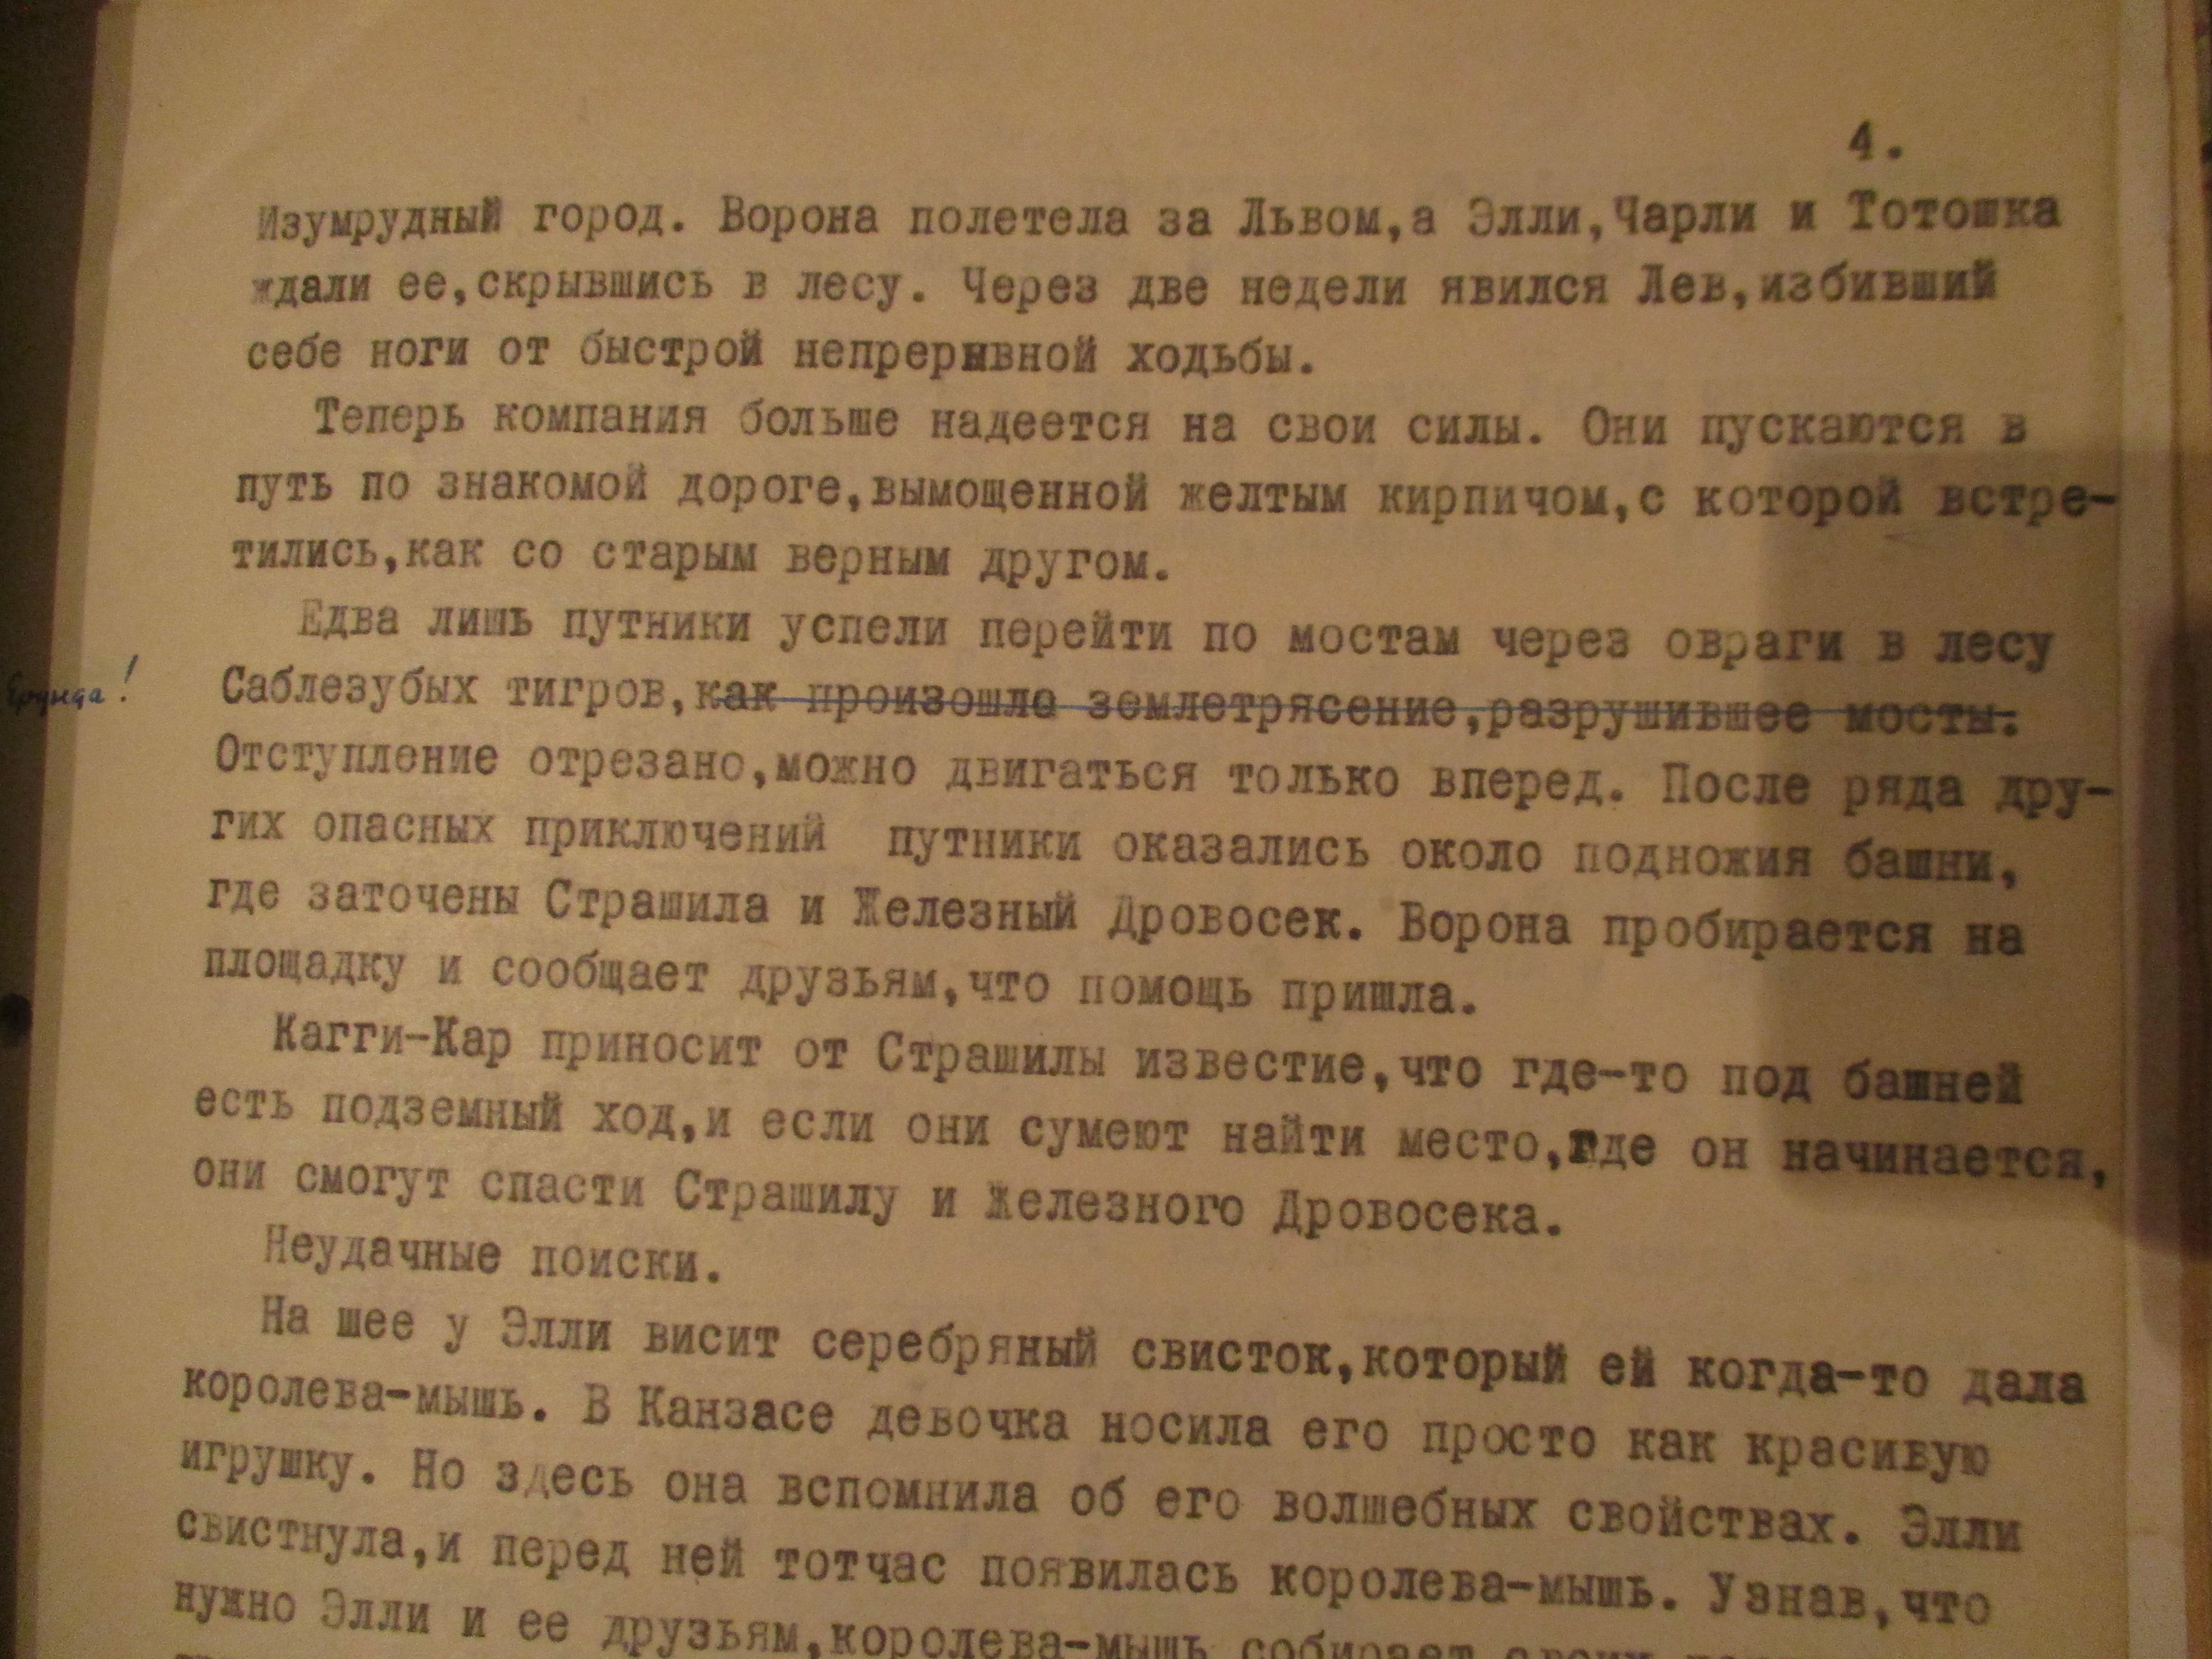 4.
Изумрудный город. Ворона полетела за Львом,а Элли,Чарли и Тотошка
ждали ее,скрывшись в лесу. Через две недели явился Лев,избивший
себе ноги от быстрой непрерывной ходьбы.
Теперь компания больше надеется на свои силы. Они пускаются в
путь по знакомой дороге,вымощенной желтым кирпичом,с которой встре-
тились,как со старым верным другом.
Едва лишь путники успели перейти по мостам через овраги в лесу
Ерунда!
Саблезубых тигров,как произошло землетрясение,разрушившее мосты.
Отступление отрезано,можно двигаться только вперед. После ряда дру-
гих опасных приключений путники оказались около подножия башни,
где заточены Страшила и Железный Дровосек. Ворона пробирается на
площадку и сообщает друзьям,что помощь пришла.
Кагги-Кар приносит от Страшилы известие,что где-то под башней
есть подземный ход,и если они сумеют найти место,где он начинается,
они смогут спасти Страшилу и Железного Дровосека.
Неудачные поиски.
На шее у Элли висит серебряный свисток,который ей когда-то дала
королева-мышь. В Канзасе девочка носила его просто как красивую
игрушку. Но здесь она вспомнила об его волшебных свойствах. Элли
свистнула,и перед ней тотчас появилась королева-мышь. Узнав,что
нужно Элли и ее друзьям,королева-мышь собирает своих